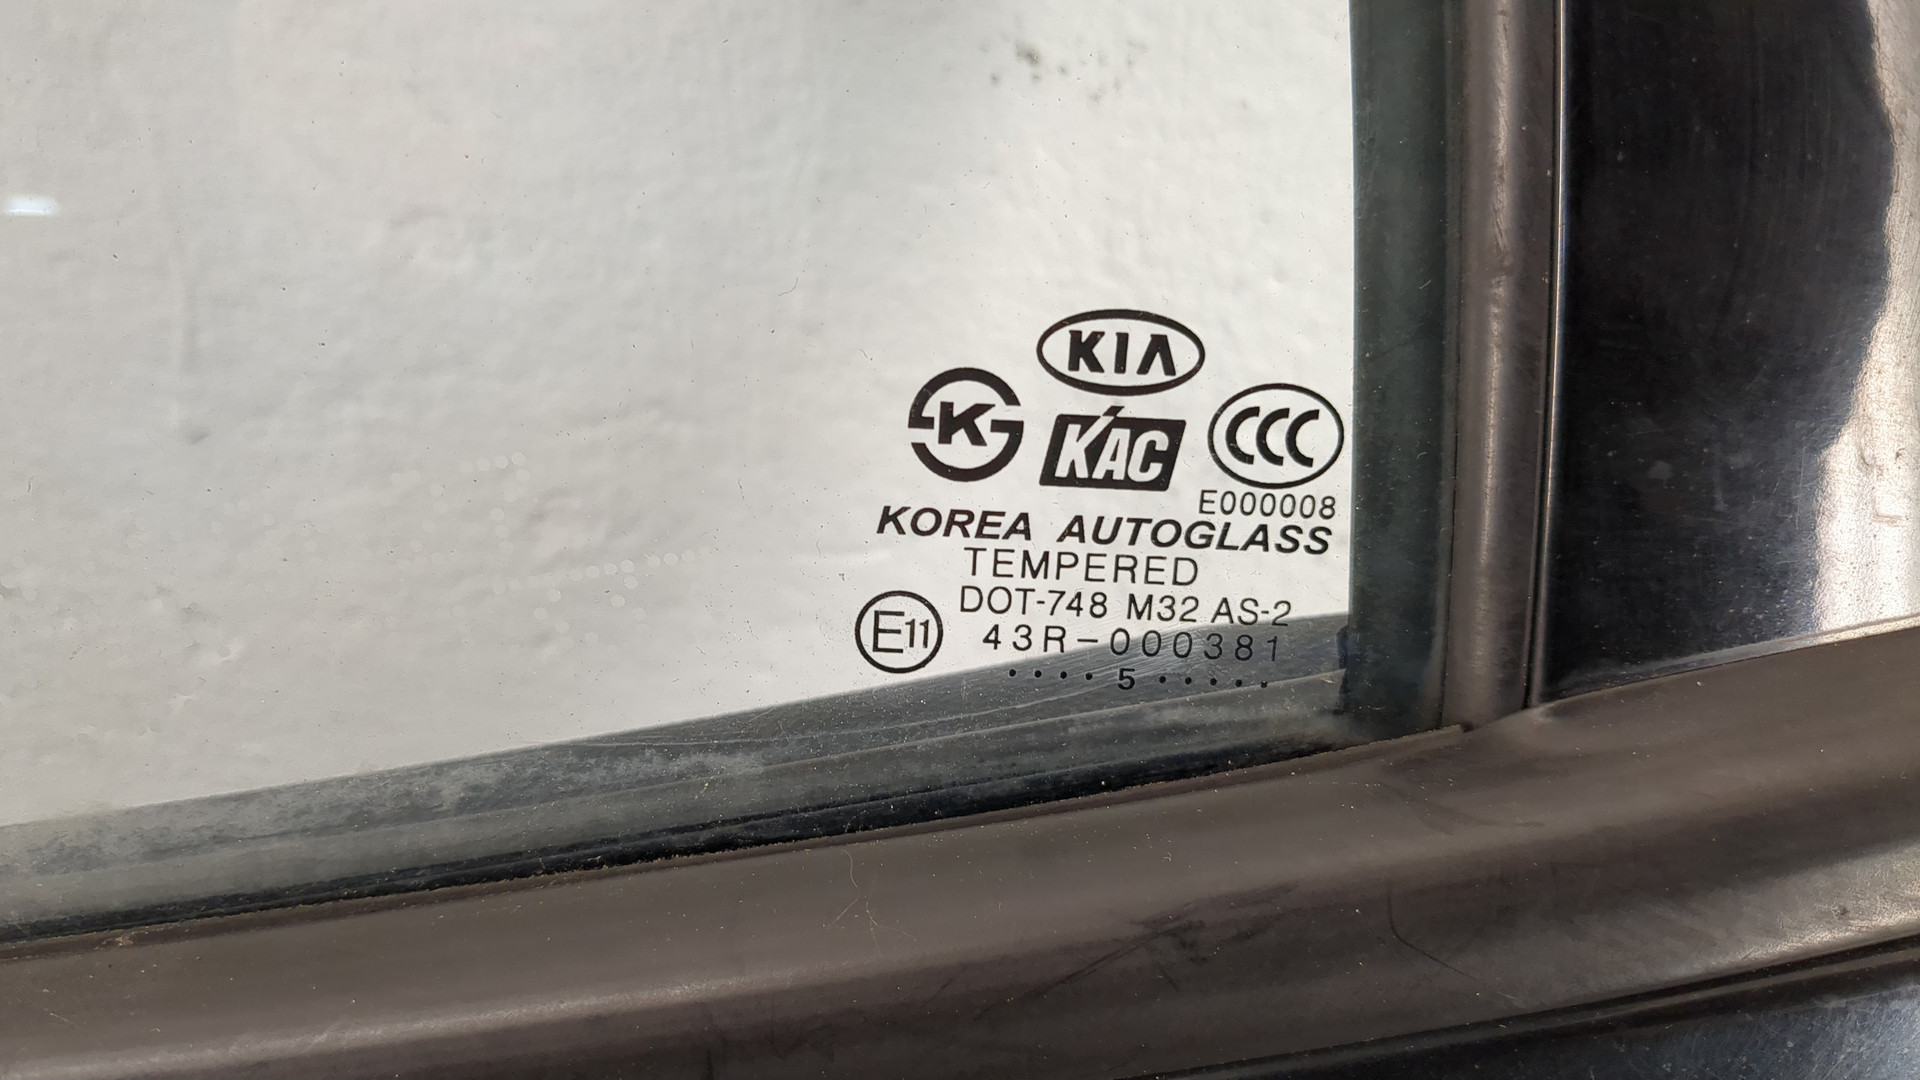 KIA
K
KAC
CCC
E000008
KOREA AUTOGLASS
TEMPERED
DOT-748 M32 AS-2
E11
43R-000381
····5·····